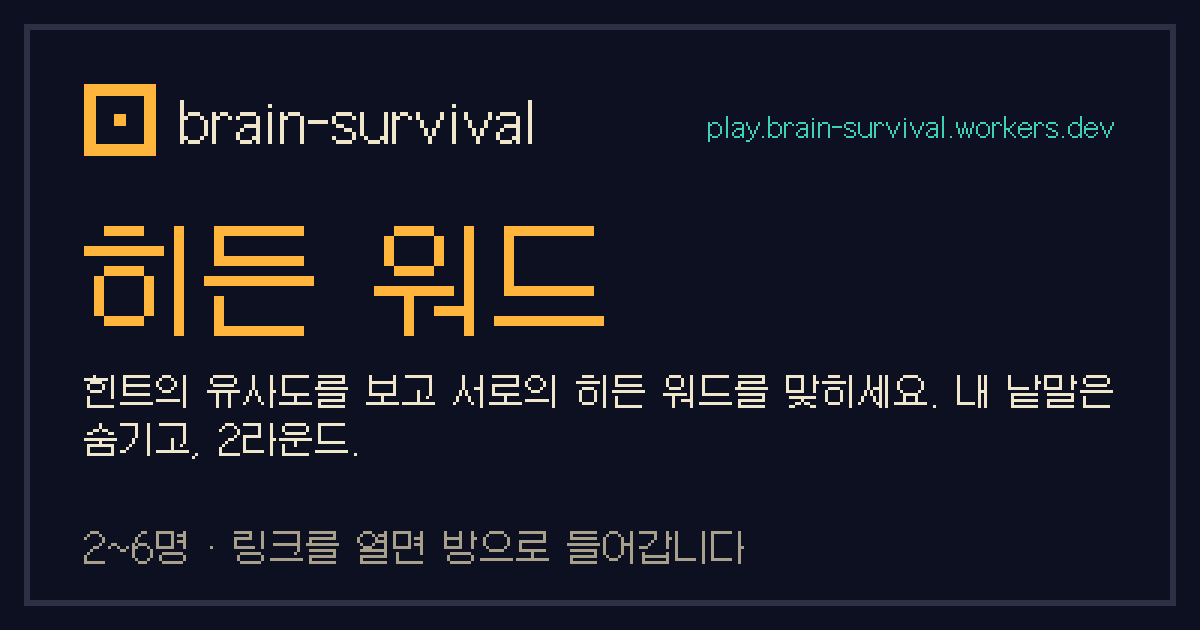 brain-survival
play.brain-survival.workers.dev
히든 워드
힌트의 유사도를 보고 서로의 히든 워드를 맞히세요. 내 낱말은
숨기고, 2라운드.
2~6명 · 링크를 열면 방으로 들어갑니다